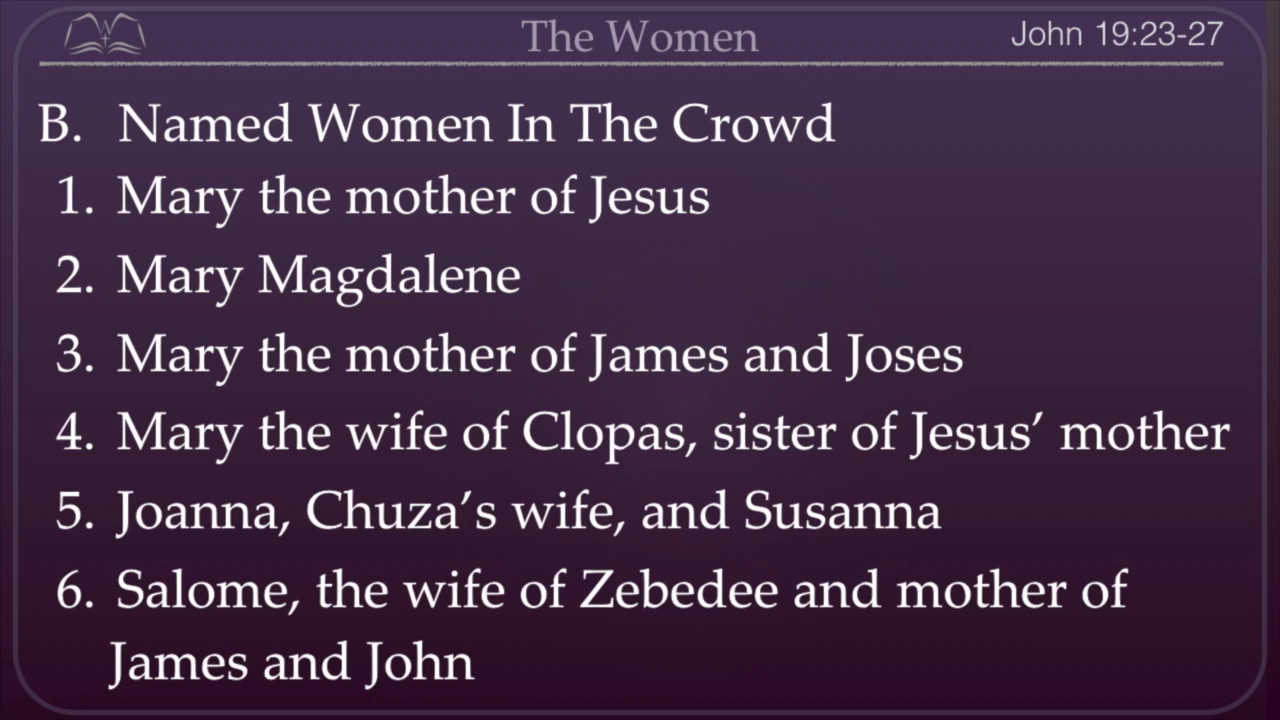 The Women
John 19:23-27
B. Named Women In The Crowd
1. Mary the mother of Jesus
2. Mary Magdalene
3. Mary the mother of James and Joses
4. Mary the wife of Clopas, sister of Jesus’ mother
5. Joanna, Chuza’s wife, and Susanna
6. Salome, the wife of Zebedee and mother of
James and John